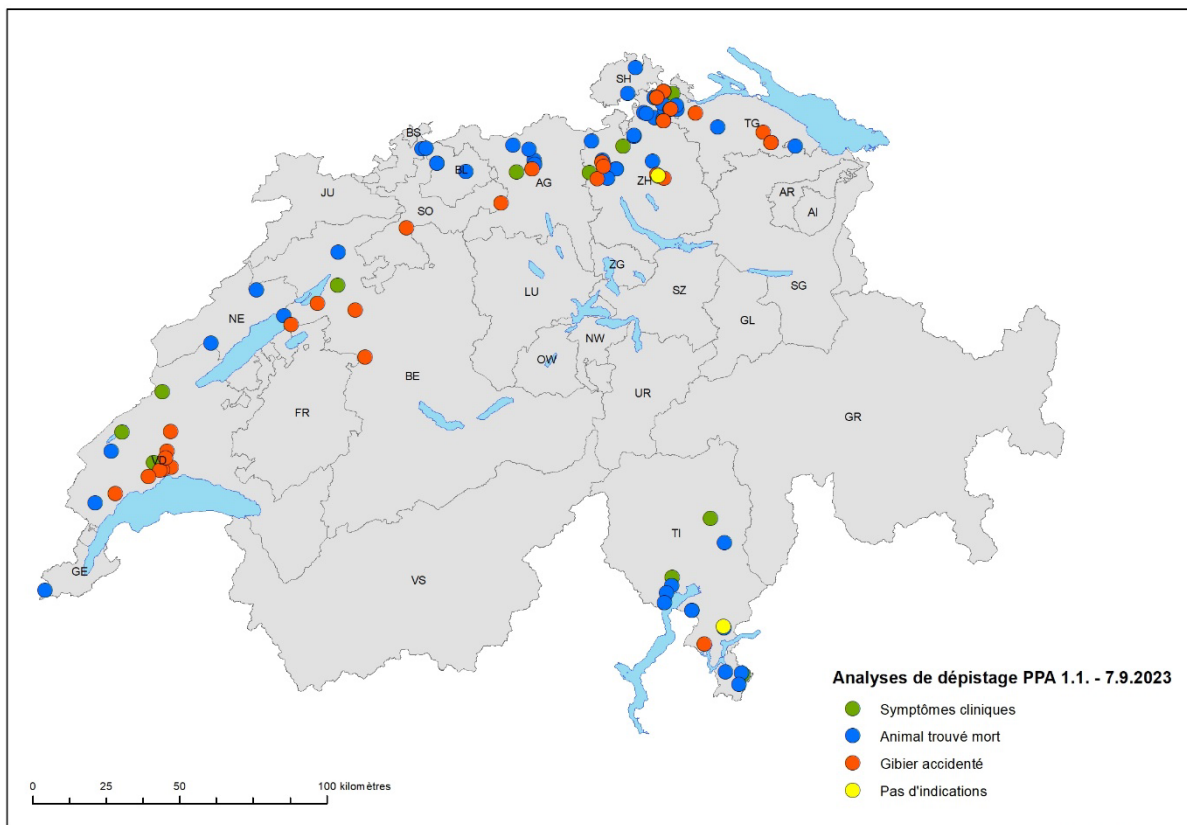 SH
BS
TG
BL
JU
AG
ZH
AR
SO
AI
ZG
LU
SZ
SG
NE
GL
NW
OW
BE
UR
FR
GR
VD
TI
GE
VS
Analyses de dépistage PPA 1.1. - 7.9.2023
Symptômes cliniques
Animal trouvé mort
Gibier accidenté
Pas d'indications
0 25 50 100 kilomètres